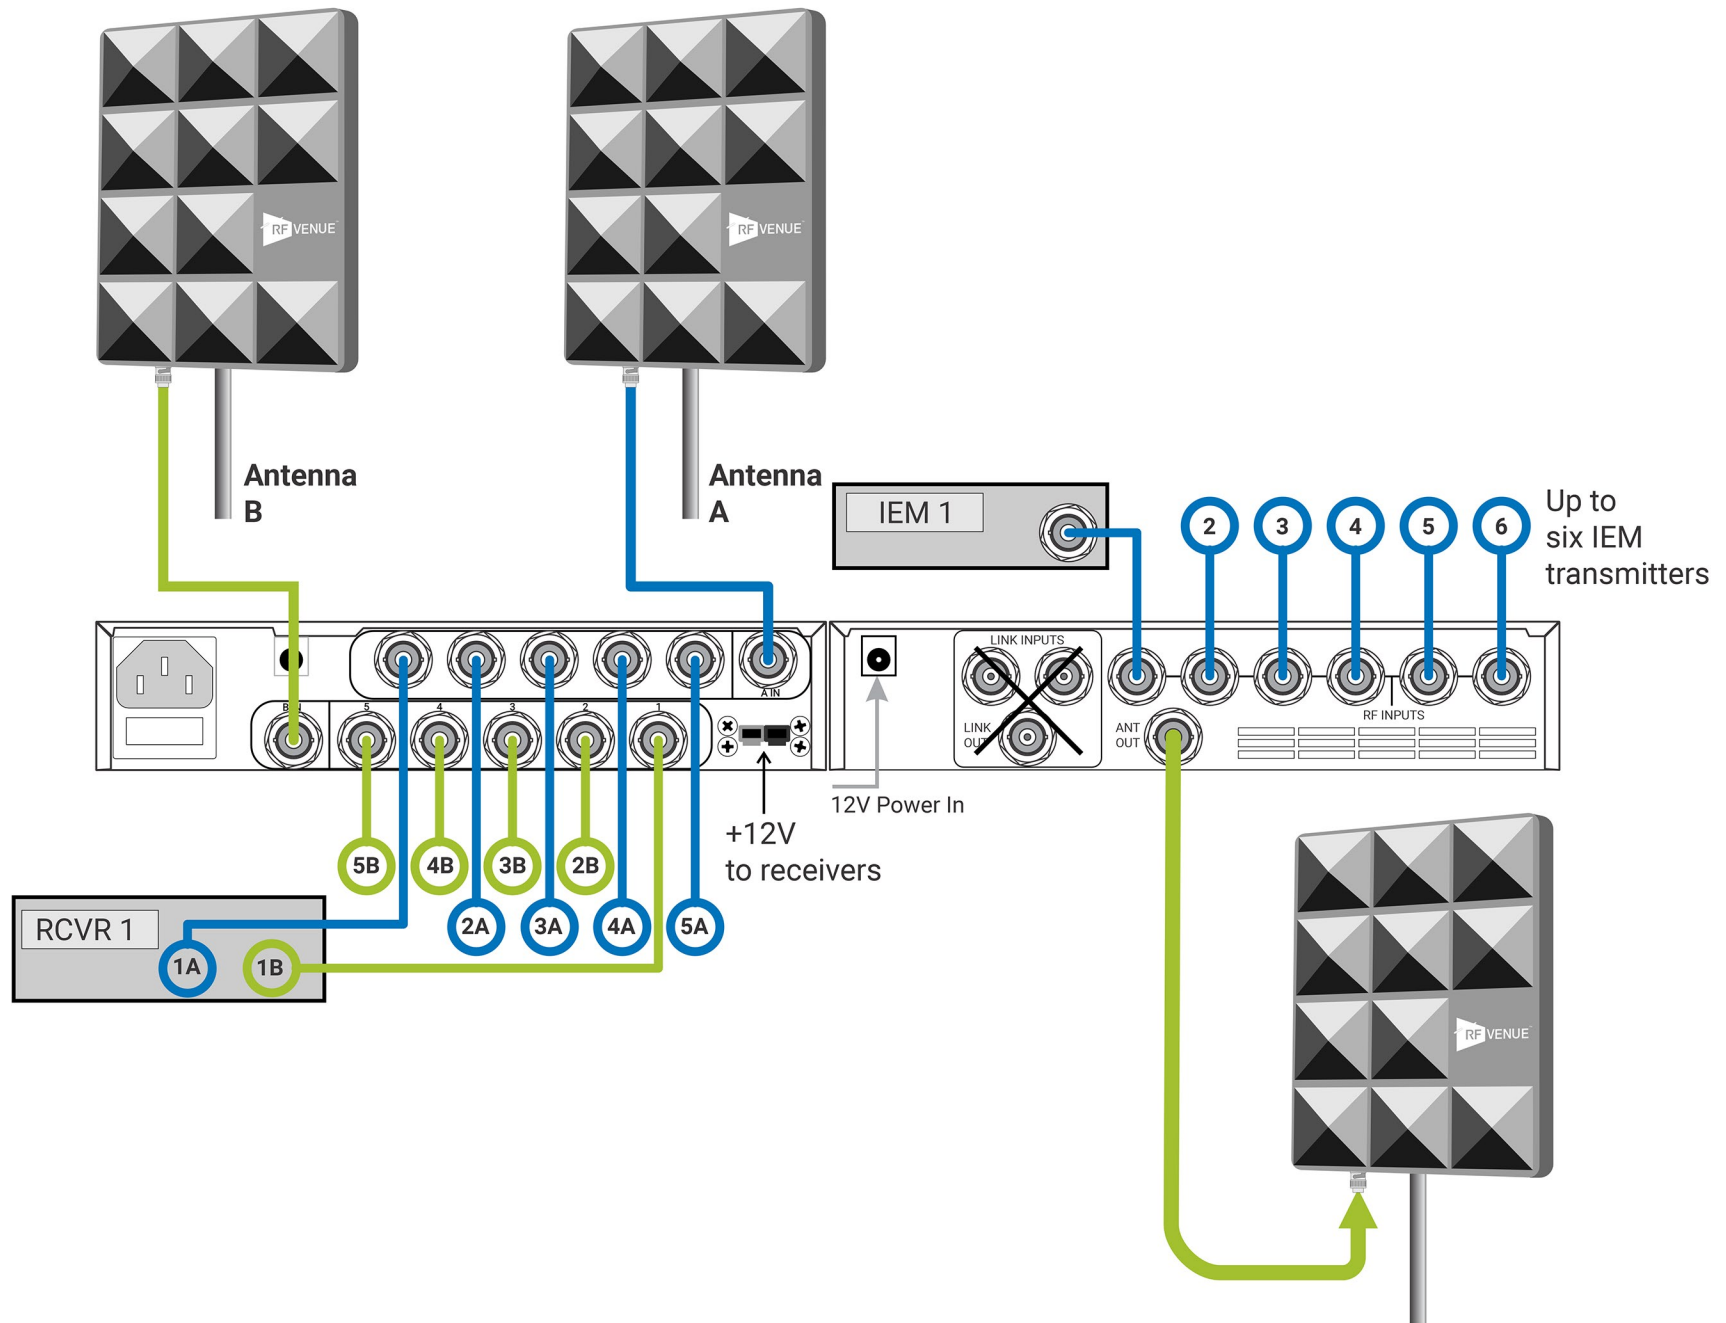 RF VENUE
RF VENUE
Antenna
B
Antenna
A
IEM 1
2
3
4
5
6
Up to
six IEM
transmitters
A IN
LINK INPUTS
LINK
OUT
RF INPUTS
ANT
OUT
5
4
3
2
1
12V Power In
+12V
to receivers
5B
4B
3B
2B
2A
3A
4A
5A
RCVR 1
1A
1B
RF VENUE